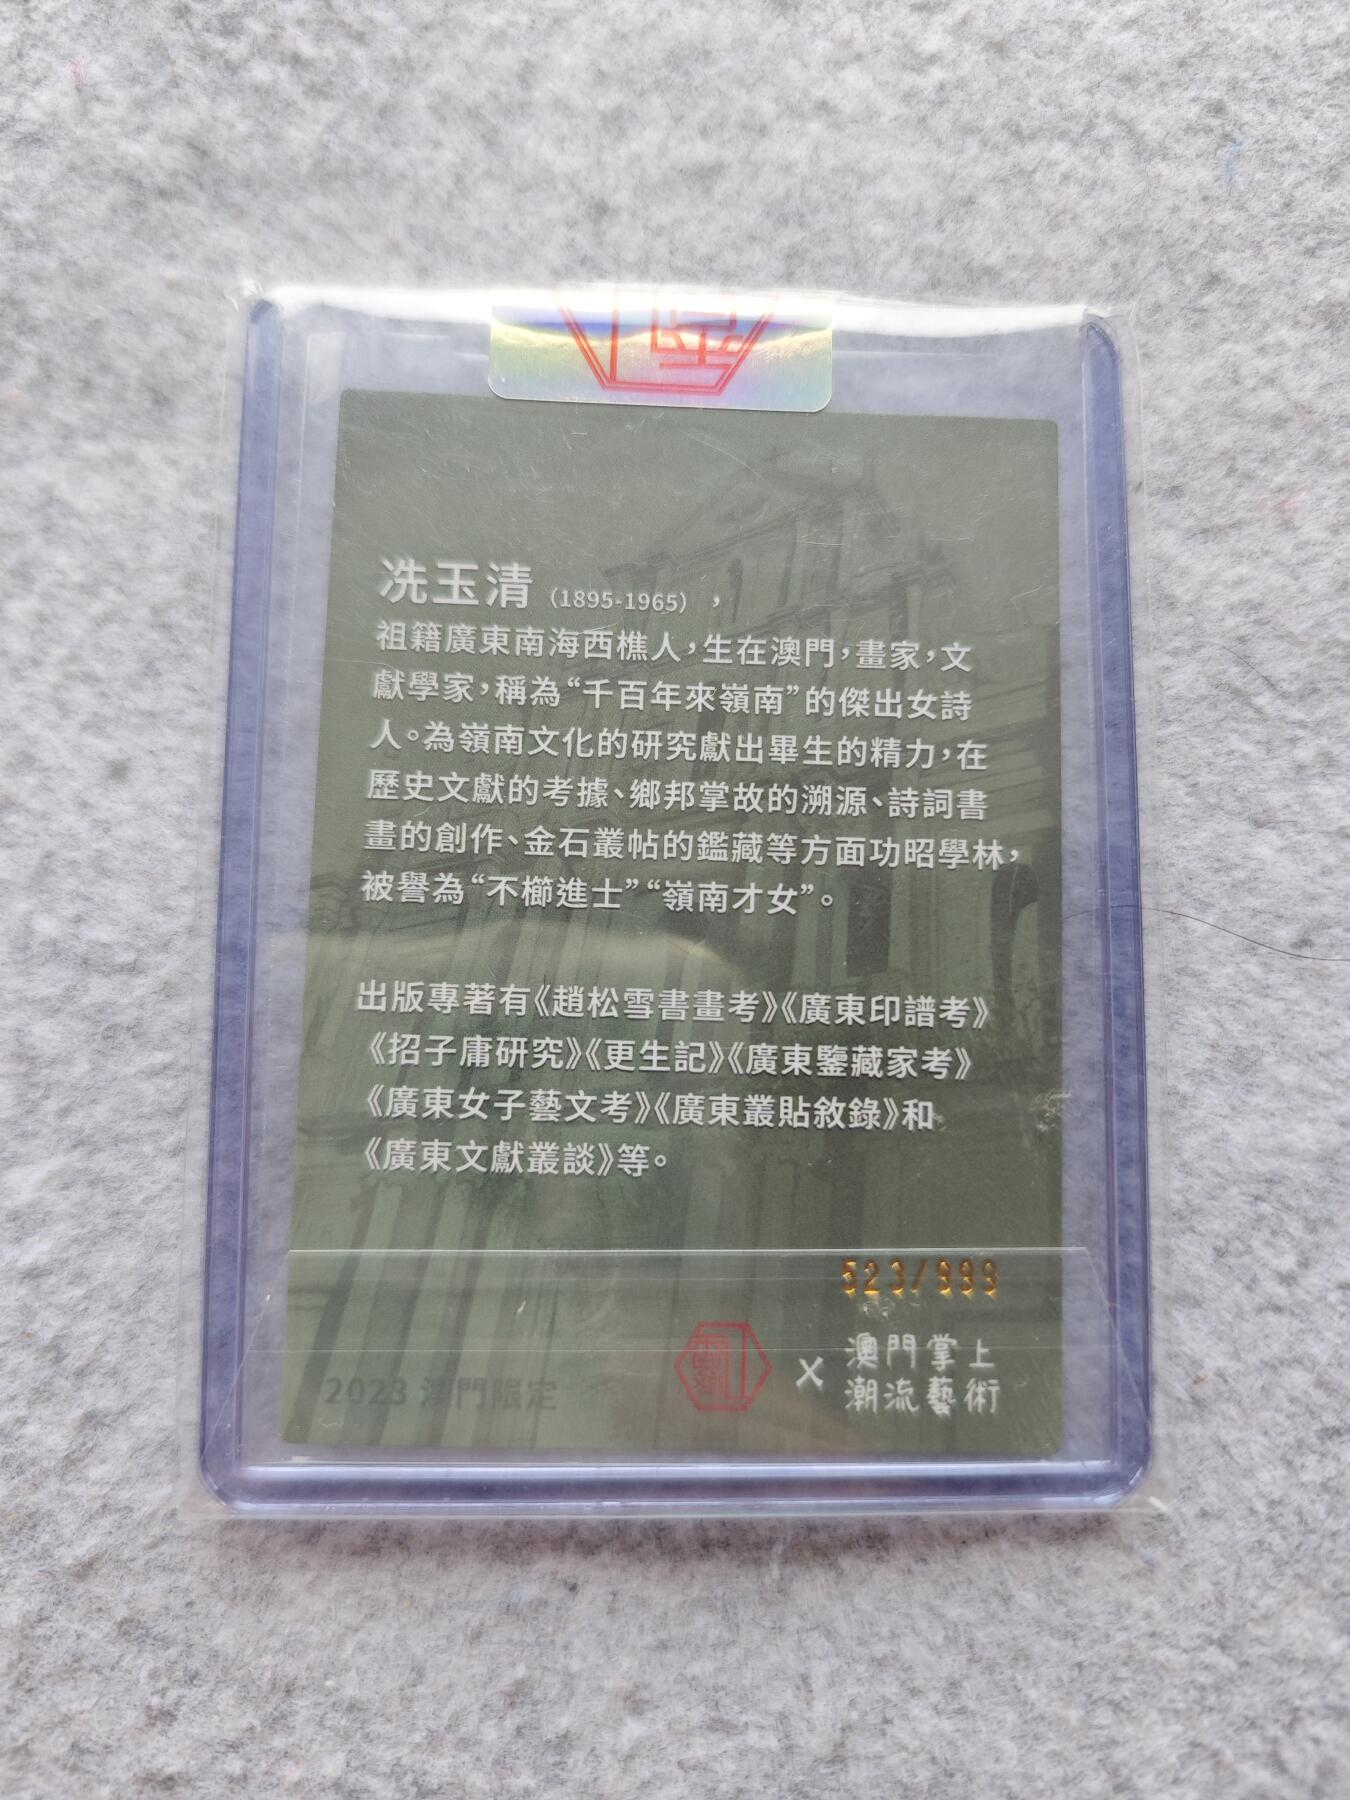 冼玉清（1895-1965），
祖籍廣東南海西樵人，生在澳門，畫家，文
獻學家，稱為“千百年來嶺南”的傑出女詩
人。為嶺南文化的研究獻出畢生的精力，在
歷史文獻的考據、鄉邦掌故的溯源、詩詞書
畫的創作、金石叢帖的鑑藏等方面功昭學林，
被譽為“不櫛進士”“嶺南才女”。
出版專著有《趙松雪書畫考》《廣東印譜考》
《招子庸研究》《更生記》《廣東鑒藏家考》
《廣東女子藝文考》《廣東叢貼敘錄》和
《廣東文獻叢談》等。
523/999
2023 澳門限定
X 澳門掌上
潮流藝術